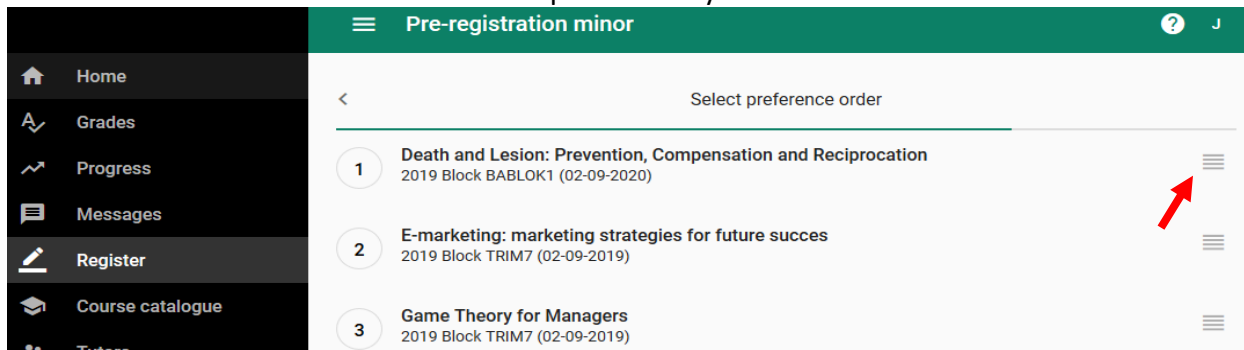 Pre-registration minor
?
J
Home
Grades
Progress
Messages
Register
Course catalogue
Select preference order
1
Death and Lesion: Prevention, Compensation and Reciprocation
2019 Block BABLOK1 (02-09-2020)
2
E-marketing: marketing strategies for future succes
2019 Block TRIM7 (02-09-2019)
3
Game Theory for Managers
2019 Block TRIM7 (02-09-2019)